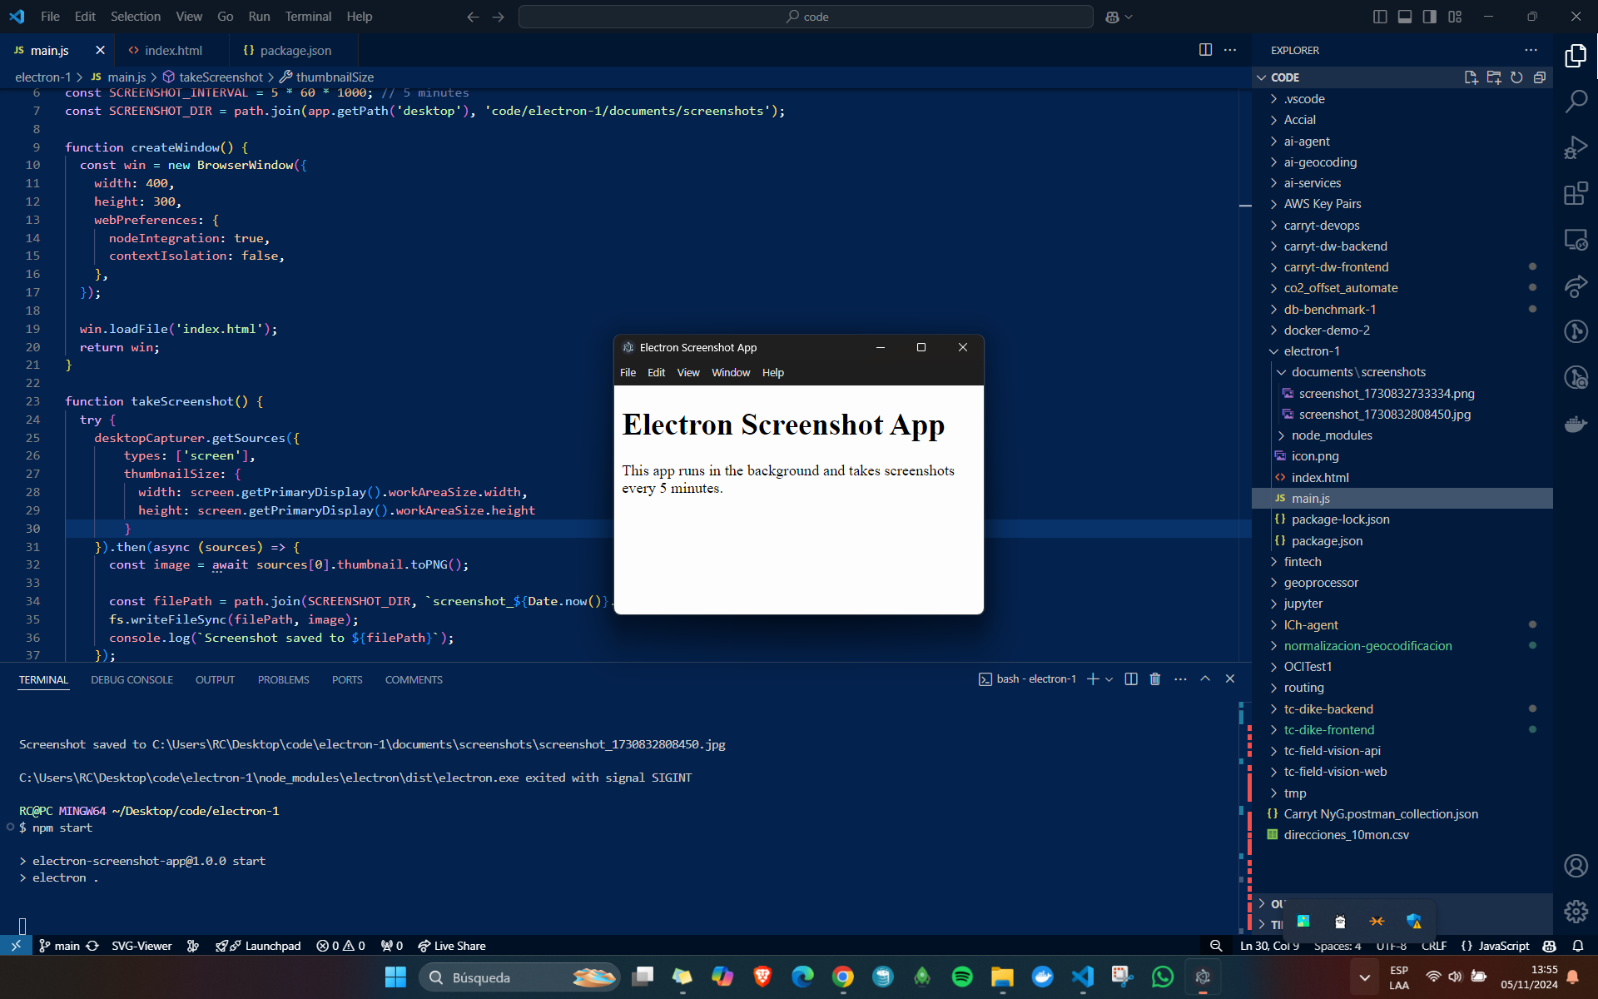 File Edit Selection View Go Run Terminal Help
code
JS main.js
<> index.html
{} package.json
electron-1 > JS main.js > takeScreenshot > thumbnailSize
6 const SCREENSHOT_INTERVAL = 5 * 60 * 1000; // 5 minutes
7 const SCREENSHOT_DIR = path.join(app.getPath('desktop'), 'code/electron-1/documents/screenshots');
8
9 function createWindow() {
10 const win = new BrowserWindow({
11 width: 400,
12 height: 300,
13 webPreferences: {
14 nodeIntegration: true,
15 contextIsolation: false,
16 },
17 });
18
19 win.loadFile('index.html');
20 return win;
21 }
22
23 function takeScreenshot() {
24 try {
25 desktopCapturer.getSources({
26 types: ['screen'],
27 thumbnailSize: {
28 width: screen.getPrimaryDisplay().workAreaSize.width,
29 height: screen.getPrimaryDisplay().workAreaSize.height
30 }
31 }).then(async (sources) => {
32 const image = await sources[0].thumbnail.toPNG();
33
34 const filePath = path.join(SCREENSHOT_DIR, `screenshot_${Date.now()}.
35 fs.writeFileSync(filePath, image);
36 console.log(`Screenshot saved to ${filePath}`);
37 });
Electron Screenshot App
File Edit View Window Help
Electron Screenshot App
This app runs in the background and takes screenshots
every 5 minutes.
TERMINAL DEBUG CONSOLE OUTPUT PROBLEMS PORTS COMMENTS
bash - electron-1
Screenshot saved to C:\Users\RC\Desktop\code\electron-1\documents\screenshots\screenshot_1730832808450.jpg
C:\Users\RC\Desktop\code\electron-1\node_modules\electron\dist\electron.exe exited with signal SIGINT
RC@PC MINGW64 ~/Desktop/code/electron-1
$ npm start
> electron-screenshot-app@1.0.0 start
> electron .
EXPLORER
CODE
.vscode
Accial
ai-agent
ai-geocoding
ai-services
AWS Key Pairs
carryt-devops
carryt-dw-backend
carryt-dw-frontend
co2_offset_automate
db-benchmark-1
docker-demo-2
electron-1
documents\screenshots
screenshot_1730832733334.png
screenshot_1730832808450.jpg
node_modules
icon.png
<> index.html
JS main.js
{} package-lock.json
{} package.json
fintech
geoprocessor
jupyter
ICh-agent
normalizacion-geocodificacion
OCITest1
routing
tc-dike-backend
tc-dike-frontend
tc-field-vision-api
tc-field-vision-web
tmp
{} Carryt NyG.postman_collection.json
direcciones_10mon.csv
OU
TI
main SVG-Viewer Launchpad 0 0 0 Live Share
Ln 30, Col 9 Spaces: 4 UTF-8 CRLF {} JavaScript
Búsqueda
ESP
LAA
13:55
05/11/2024